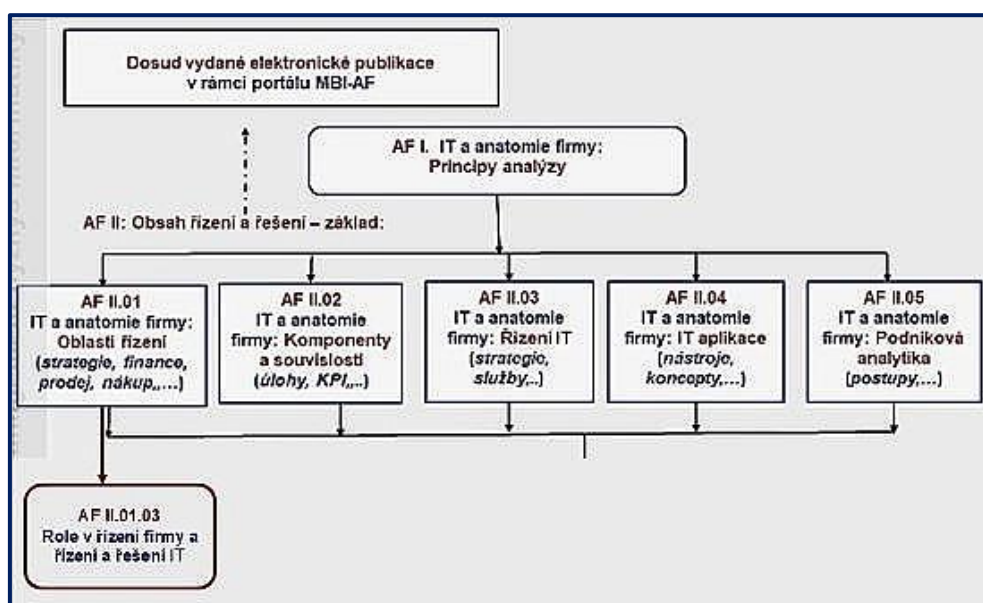 Dosud vydané elektronické publikace
v rámci portálu MBI-AF
AF I. IT a anatomie firmy:
Principy analýzy
AF II: Obsah řízení a řešení – základ:
AF II.01
IT a anatomie firmy:
Oblasti řízení
(strategie, finance,
prodej, nákup,,…)
AF II.02
IT a anatomie
firmy: Komponenty
a souvislosti
(úlohy, KPI,,..)
AF II.03
IT a anatomie
firmy: Řízení IT
(strategie,
služby,..)
AF II.04
IT a anatomie
firmy: IT aplikace
(nástroje,
koncepty,…)
AF II.05
IT a anatomie
firmy: Podniková
analytika
(postupy,…)
AF II.01.03
Role v řízení firmy a
řízení a řešení IT